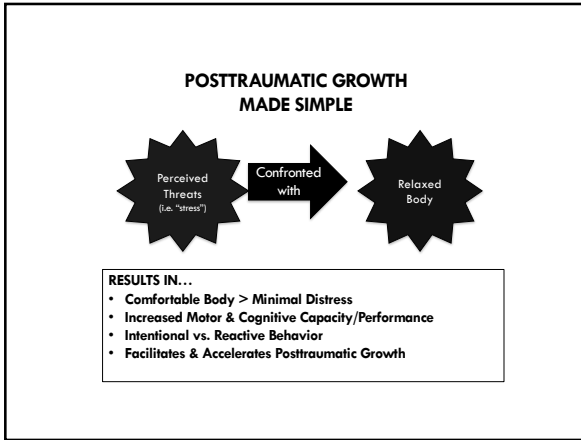 POSTTRAUMATIC GROWTH
MADE SIMPLE
Perceived
Threats
(i.e. “stress”)
Confronted
with
Relaxed
Body
RESULTS IN…
• Comfortable Body > Minimal Distress
• Increased Motor & Cognitive Capacity/Performance
• Intentional vs. Reactive Behavior
• Facilitates & Accelerates Posttraumatic Growth